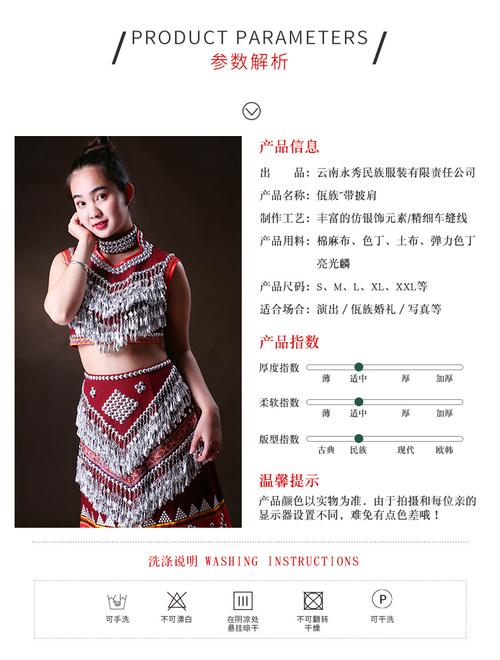 PRODUCT PARAMETERS
参数解析
产品信息
出 品：云南永秀民族服装有限责任公司
产品名称：佤族"带披肩
制作工艺：丰富的仿银饰元素/精细车缝线
产品用料：棉麻布、色丁、土布、弹力色丁
亮光麟
产品尺码：S、M、L、XL、XXL等
适合场合：演出 / 佤族婚礼 / 写真等
产品指数
厚度指数
薄 适中 厚 加厚
柔软指数
薄 适中 厚 加厚
版型指数
古典 民族 现代 欧韩
温馨提示
产品颜色以实物为准．由于拍摄和每位亲的
显示器设置不同，难免有点色差哦！
洗涤说明 WASHING INSTRUCTIONS
P
可手洗 不可漂白 在阴凉处 不可翻转 可干洗
悬挂晾干 干燥